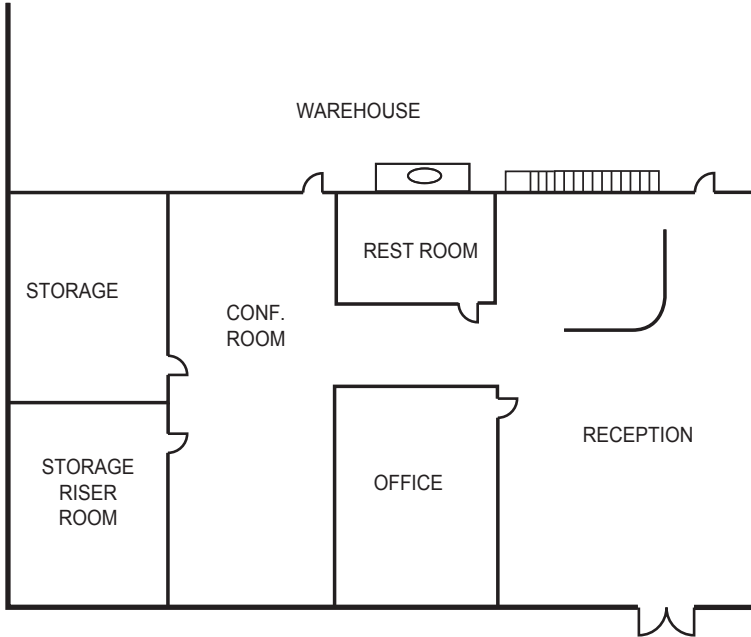 WAREHOUSE
REST ROOM
STORAGE
CONF.
ROOM
RECEPTION
STORAGE
RISER
ROOM
OFFICE